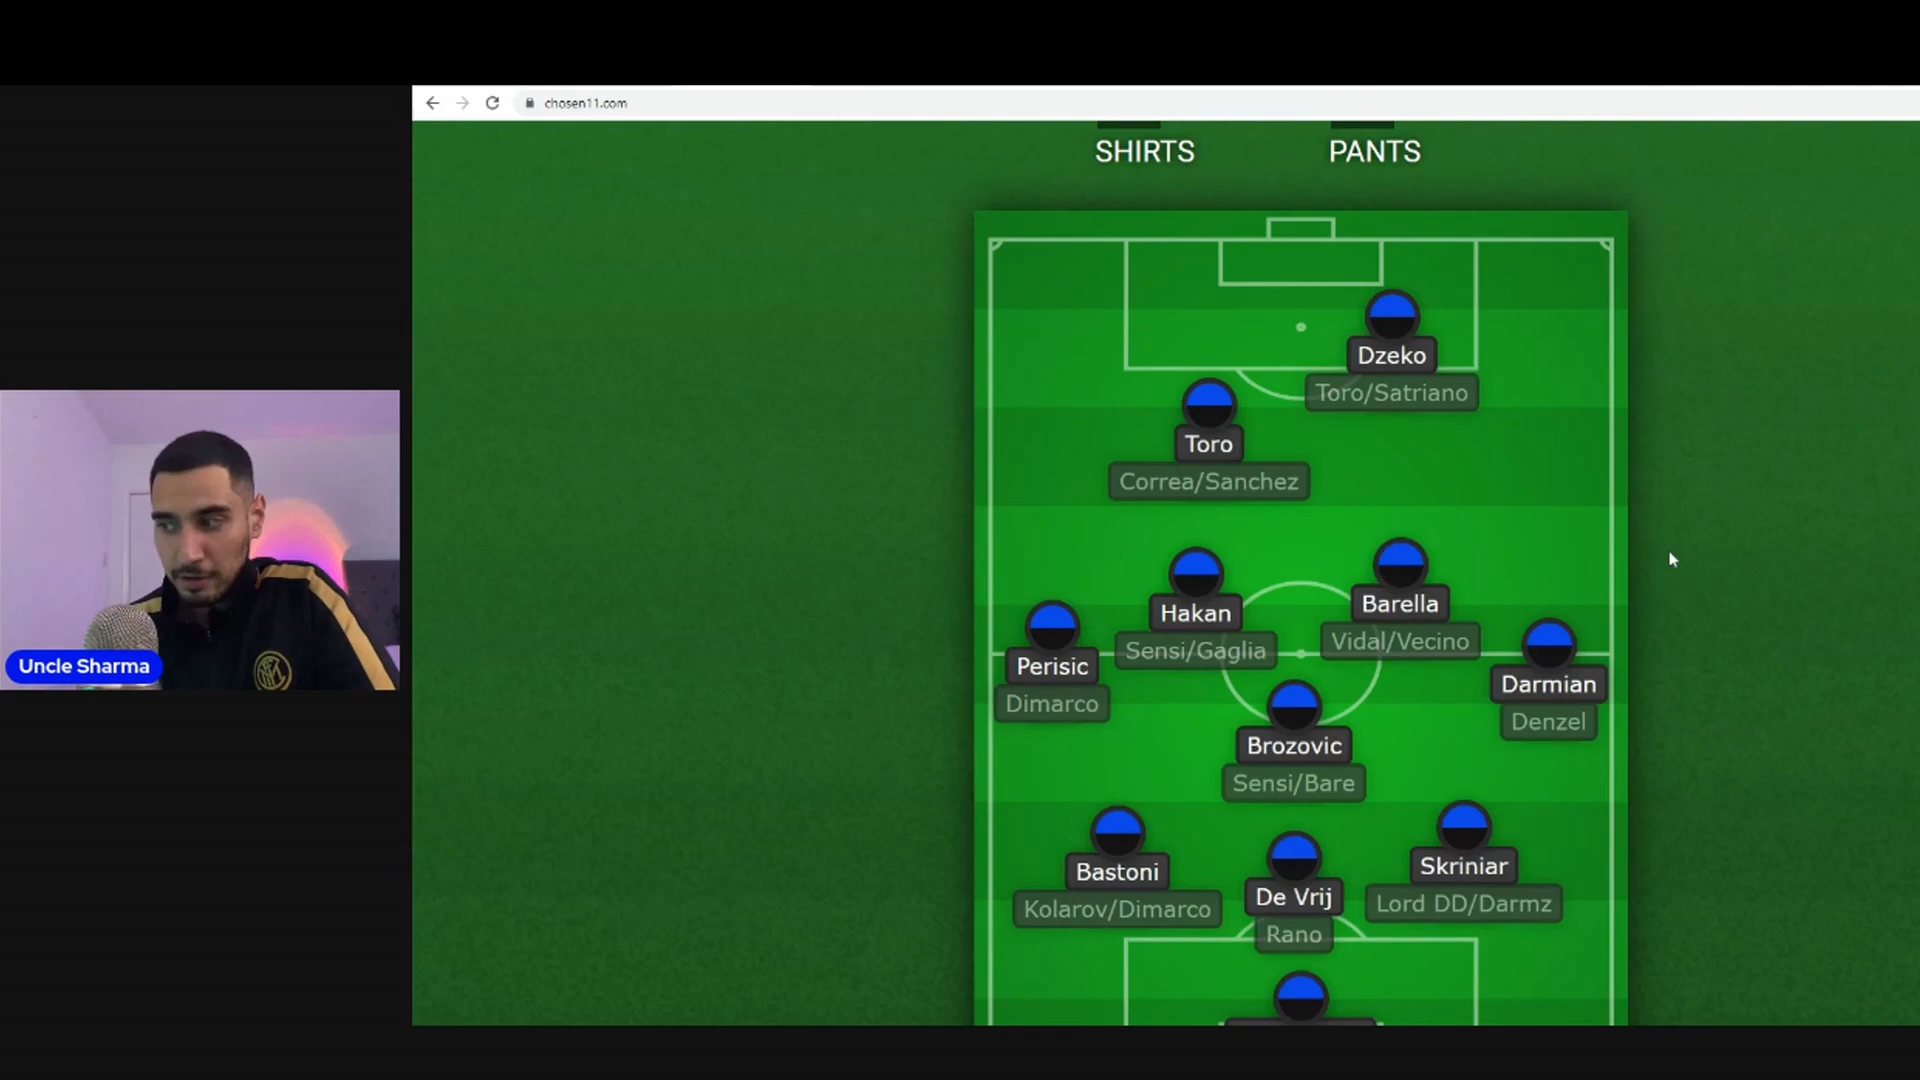 chosen11.com
SHIRTS
PANTS
Dzeko
Toro/Satriano
Toro
Correa/Sanchez
Hakan
Sensi/Gaglia
Barella
Vidal/Vecino
Perisic
Dimarco
Darmian
Denzel
Brozovic
Sensi/Bare
Bastoni
Kolarov/Dimarco
De Vrij
Rano
Skriniar
Lord DD/Darmz
Uncle Sharma